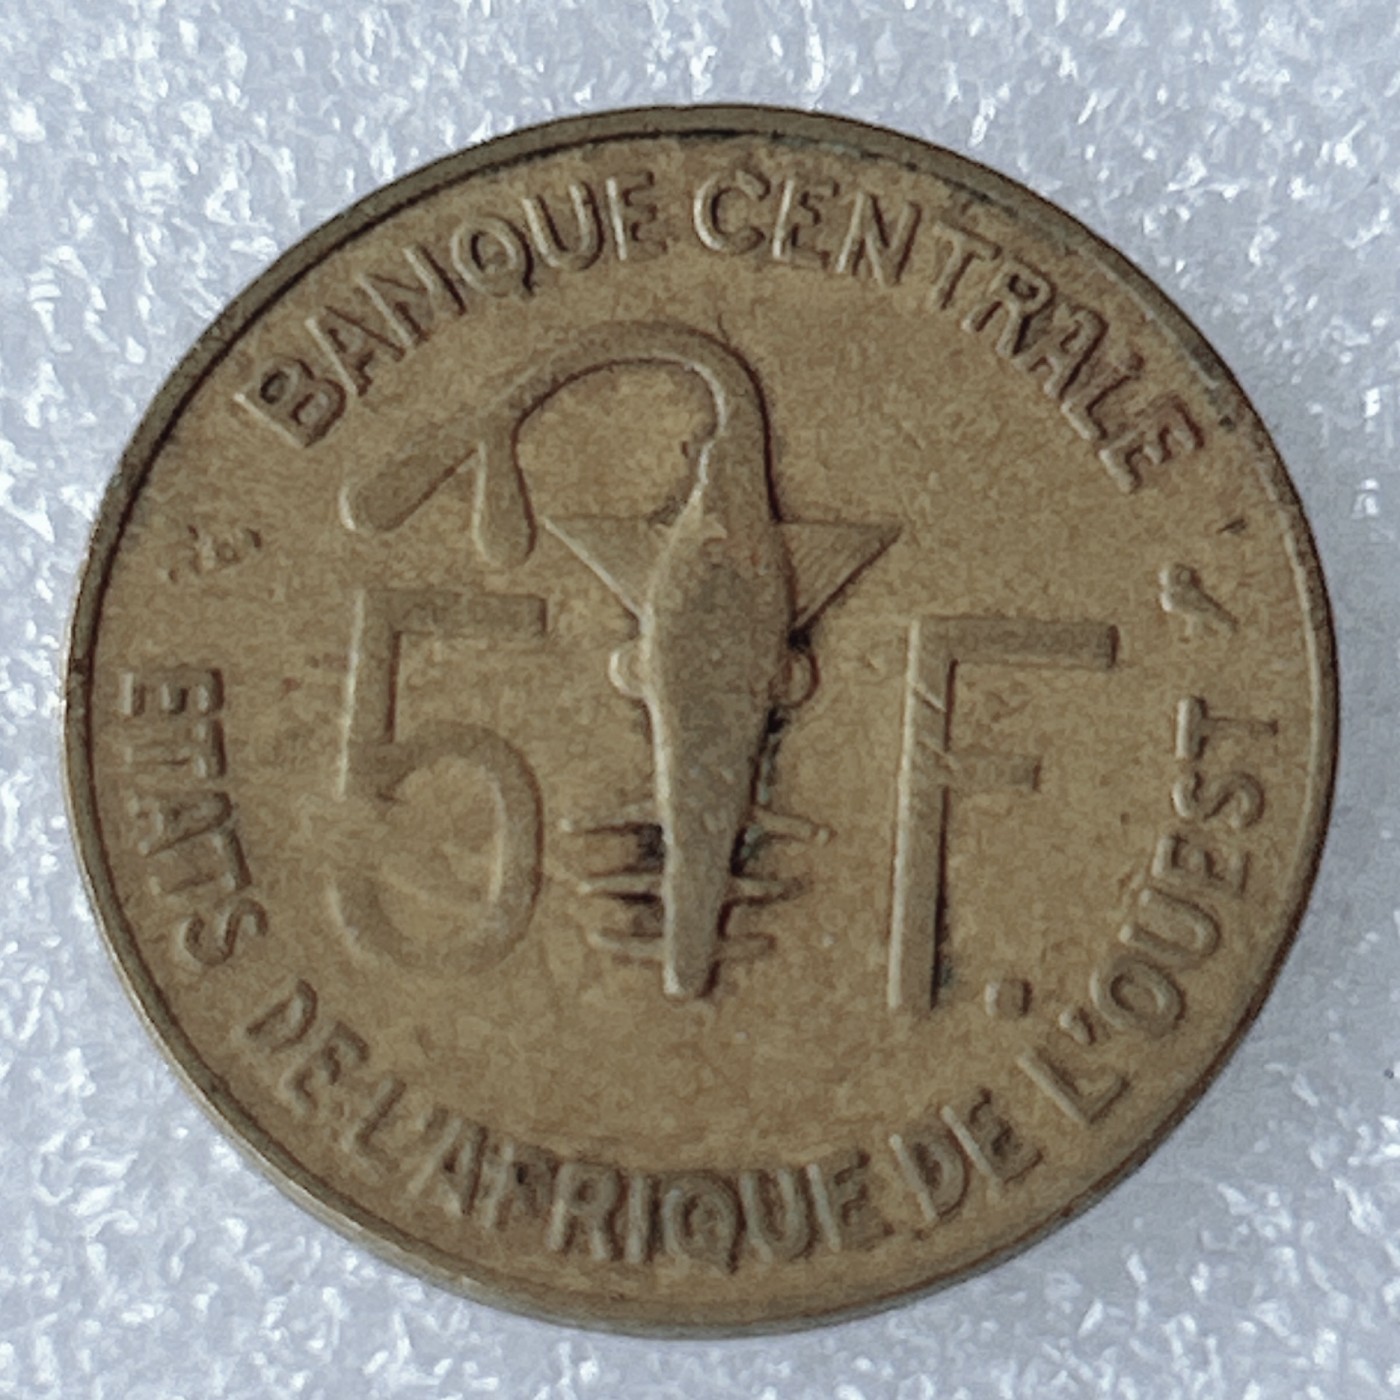 BANQUE CENTRALE
5 F.
ETATS DE L'AFRIQUE DE L'OUEST